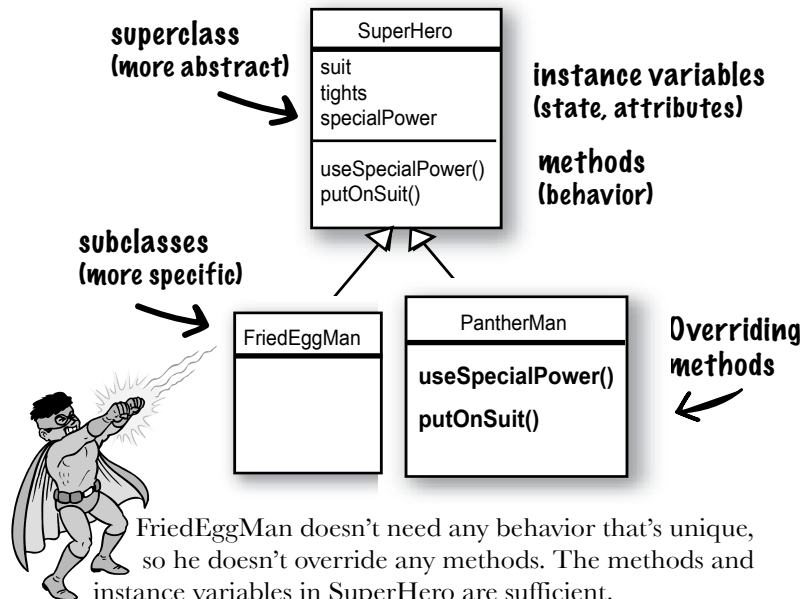 superclass
(more abstract)
SuperHero
suit
tights
specialPower
useSpecialPower()
putOnSuit()
instance variables
(state, attributes)
methods
(behavior)
subclasses
(more specific)
FriedEggMan
PantherMan
useSpecialPower()
putOnSuit()
Overriding
methods
FriedEggMan doesn't need any behavior that's unique,
so he doesn't override any methods. The methods and
instance variables in SuperHero are sufficient.